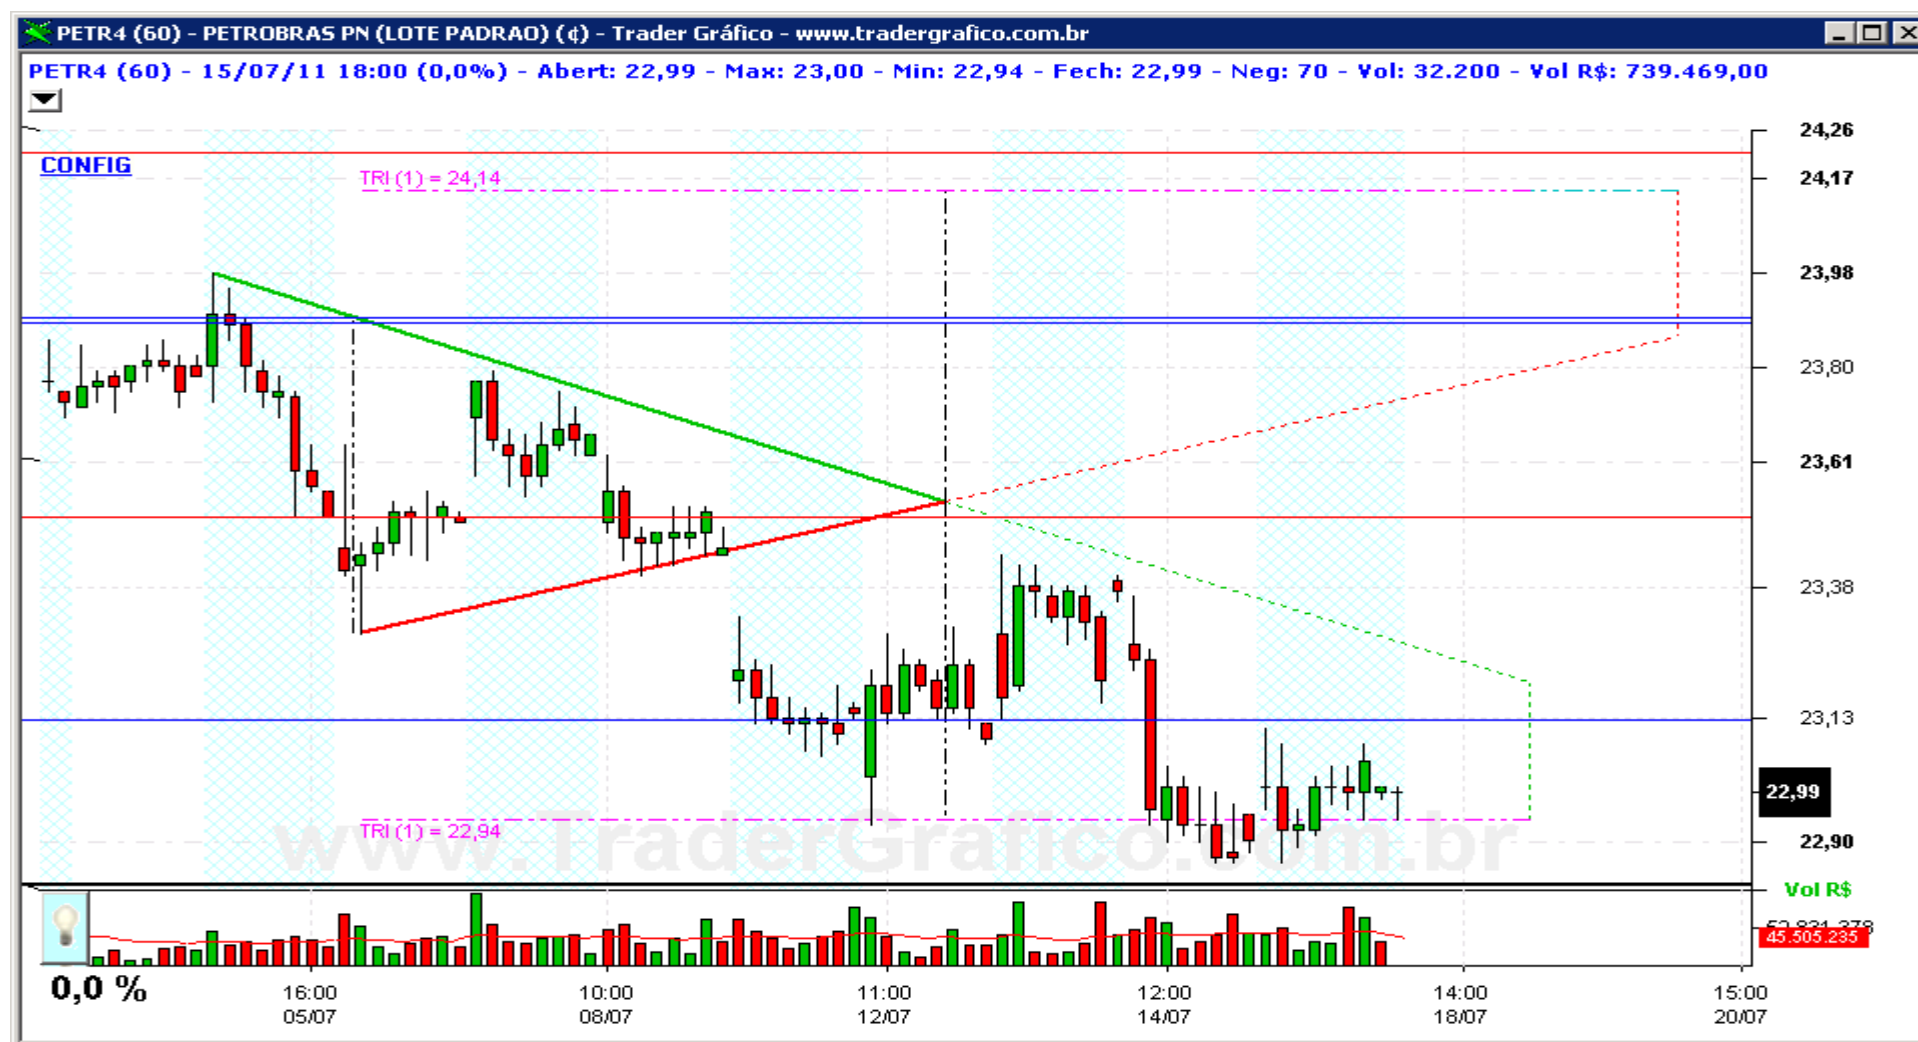 PETR4 (60) - PETROBRAS PN (LOTE PADRAO) (¢) - Trader Gráfico - www.tradergrafico.com.br
PETR4 (60) - 15/07/11 18:00 (0,0%) - Abert: 22,99 - Max: 23,00 - Min: 22,94 - Fech: 22,99 - Neg: 70 - Vol: 32.200 - Vol R$: 739.469,00
CONFIG
TRI (1) = 24,14
24,26
24,17
23,98
23,80
23,61
23,38
23,13
22,99
22,90
TRI (1) = 22,94
www.TraderGrafico.com.br
Vol R$
45.505.235
0,0 %
16:00 10:00 11:00 12:00 14:00 15:00
05/07 08/07 12/07 14/07 18/07 20/07